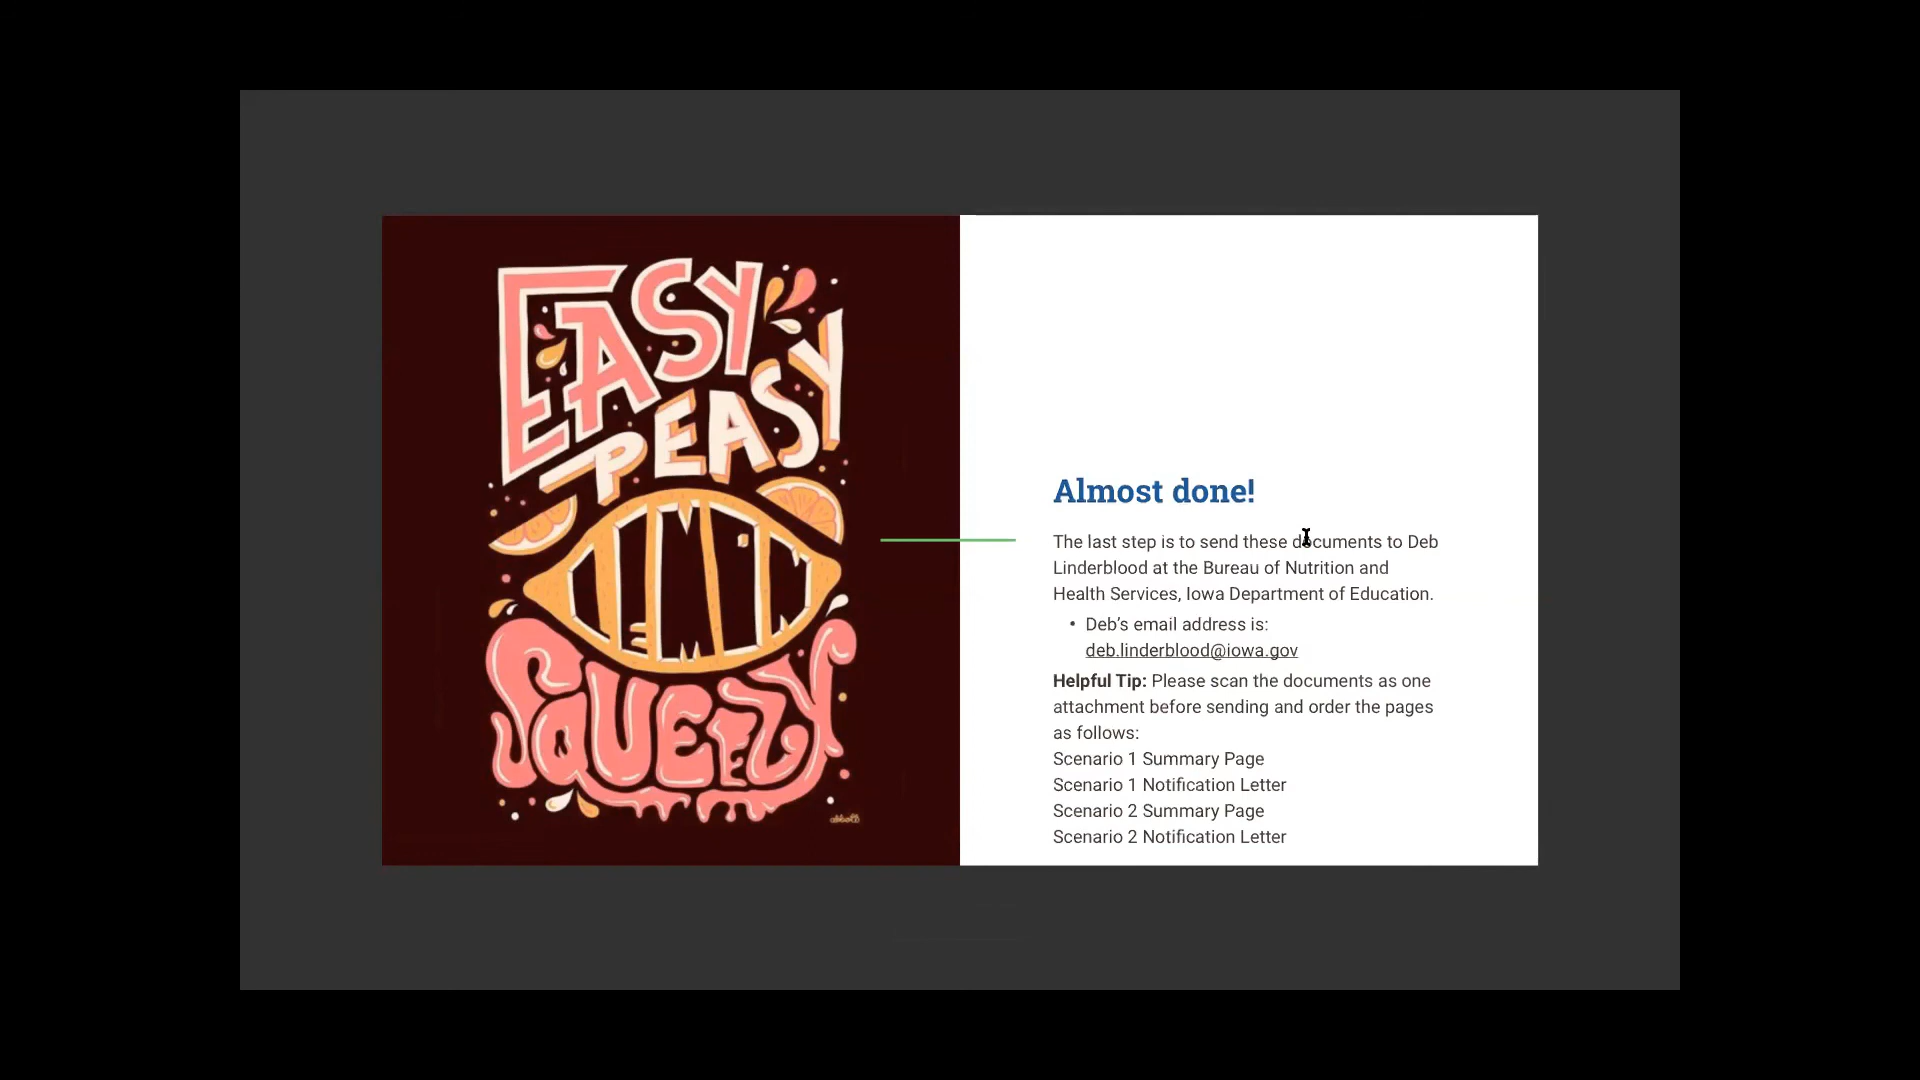 EASY
PEASY
LEMON
SQUEEZY
Almost done!
The last step is to send these documents to Deb
Linderblood at the Bureau of Nutrition and
Health Services, Iowa Department of Education.
• Deb's email address is:
deb.linderblood@iowa.gov
Helpful Tip: Please scan the documents as one
attachment before sending and order the pages
as follows:
Scenario 1 Summary Page
Scenario 1 Notification Letter
Scenario 2 Summary Page
Scenario 2 Notification Letter